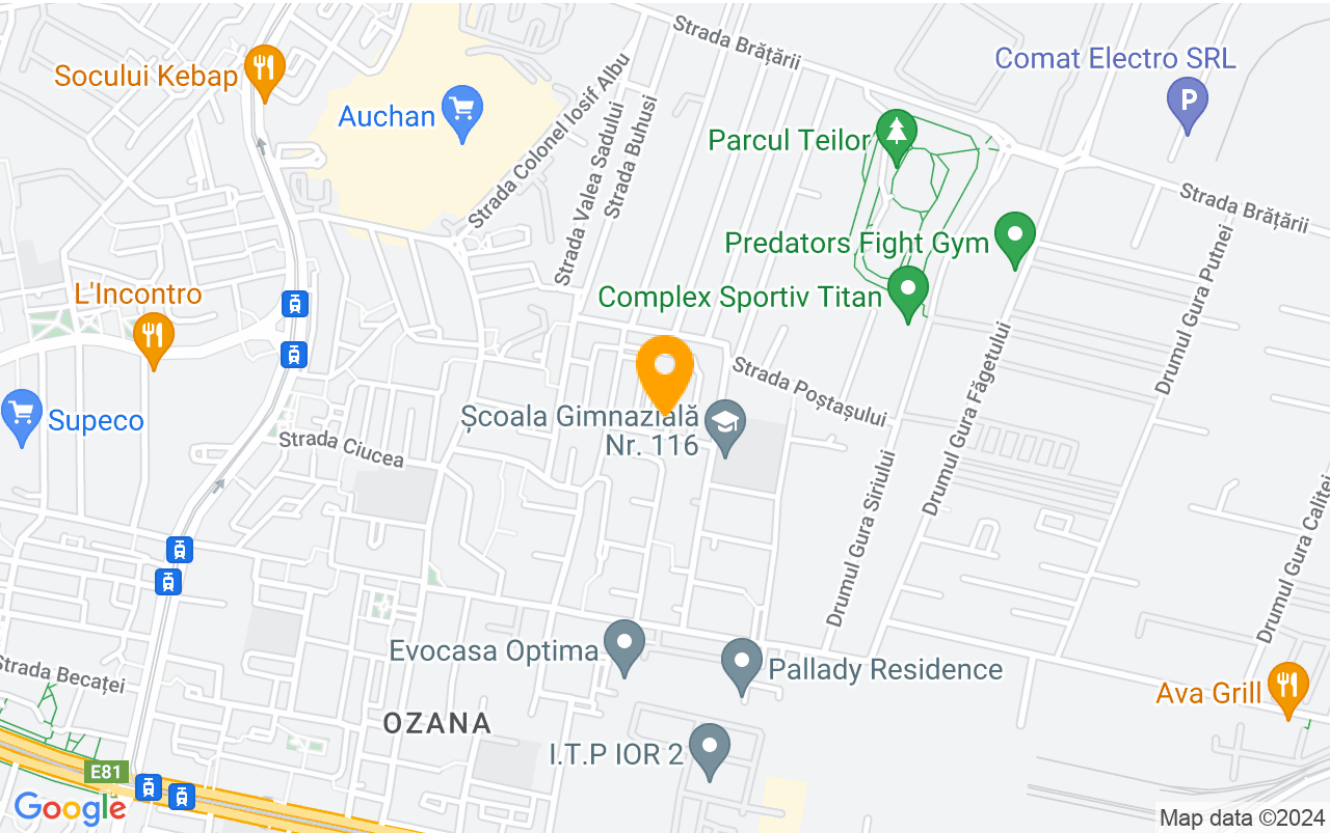 Strada Brățării
Comat Electro SRL
P
Soculu​i Kebap
Auchan
Strada Colonel Iosif Albu
Strada Valea Sadului
Strada Buhusi
Parcul Teilor
Strada Brățării
Predators Fight Gym
Drumul Gura Putnei
L'Incontro
Complex Sportiv Titan
Drumul Gura Făgetului
Strada Poștașului
Supeco
Școala Gimnazială
Nr. 116
Strada Ciucea
Drumul Gura Siriului
Drumul Gura Caliței
Evocasa Optima
Pallady Residence
Strada Becaței
Ava Grill
OZANA
I.T.P IOR 2
E81
Google
Map data ©2024